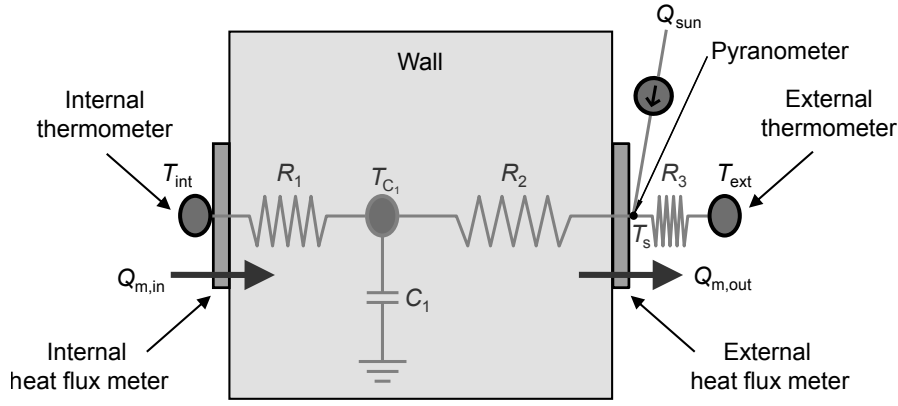 Q_sun
Wall
Pyranometer
Internal
thermometer
External
thermometer
T_int
R_1
T_C_1
R_2
R_3
T_ext
T_s
Q_m,in
C_1
Q_m,out
Internal
heat flux meter
External
heat flux meter